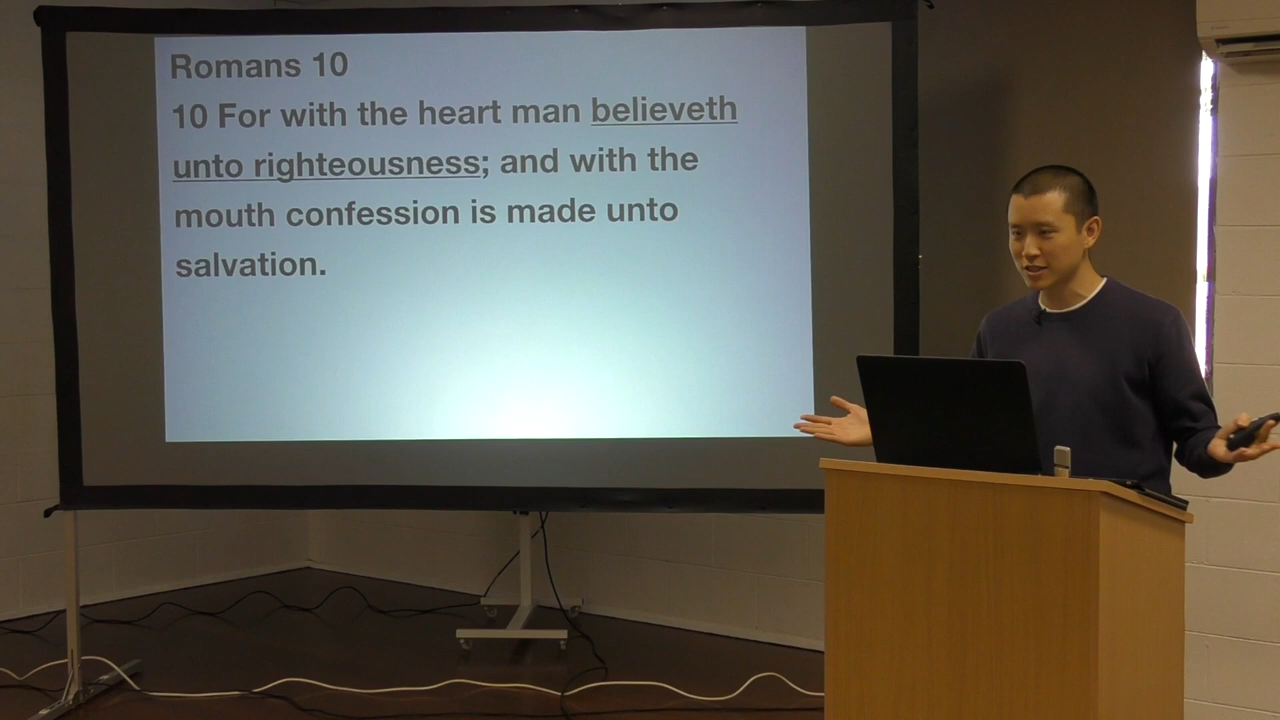 Romans 10
10 For with the heart man believeth
unto righteousness; and with the
mouth confession is made unto
salvation.